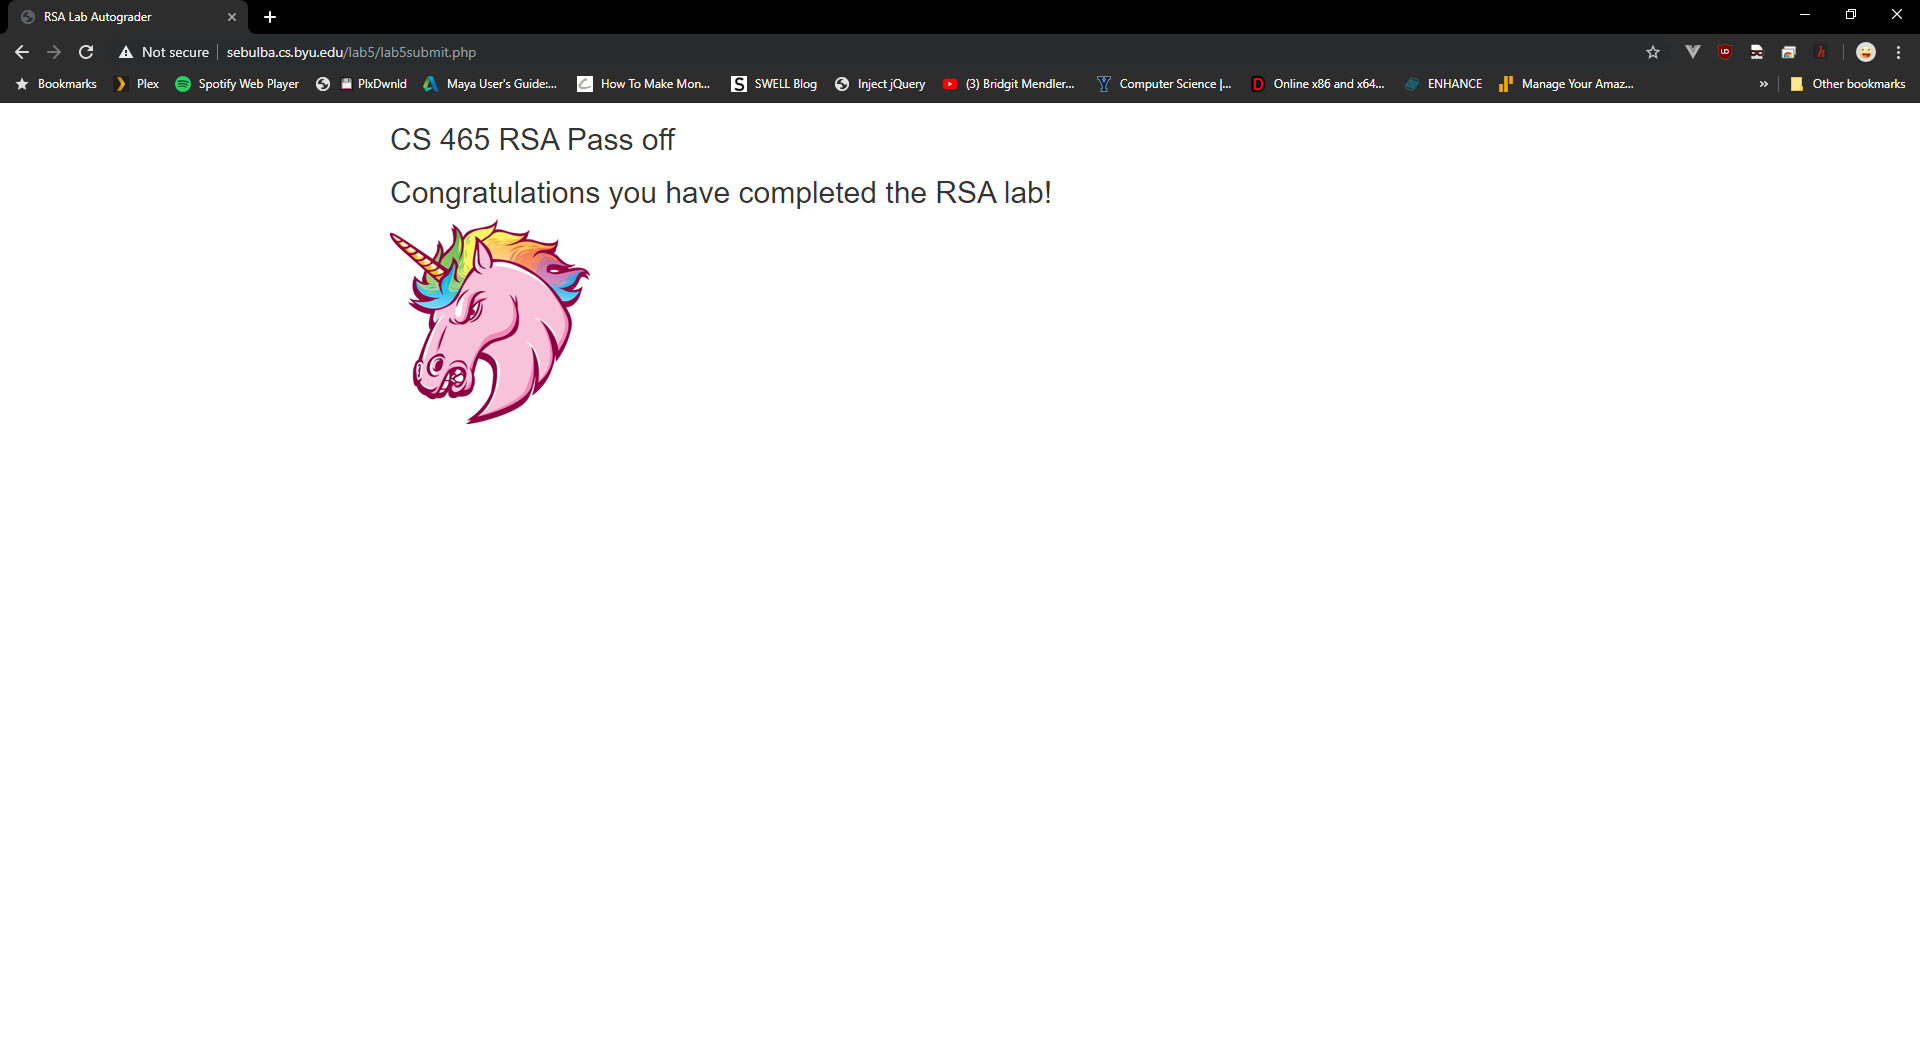 RSA Lab Autograder
Not secure sebulba.cs.byu.edu/lab5/lab5submit.php
Bookmarks Plex Spotify Web Player PlxDwnld Maya User's Guide:... How To Make Mon... SWELL Blog Inject jQuery (3) Bridgit Mendler... Computer Science |... Online x86 and x64... ENHANCE Manage Your Amaz... » Other bookmarks
CS 465 RSA Pass off
Congratulations you have completed the RSA lab!